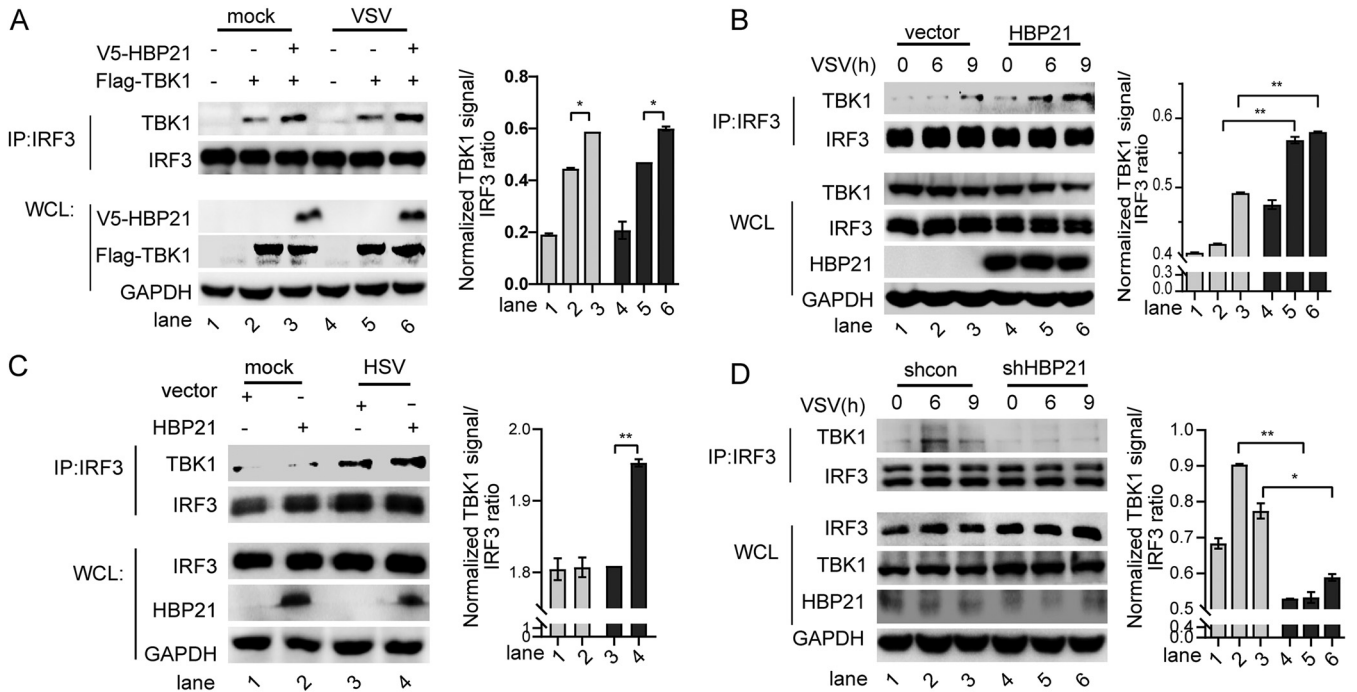 A
mock VSV
V5-HBP21 - - + - - +
Flag-TBK1 - + + - + +
IP:IRF3
TBK1
IRF3
WCL:
V5-HBP21
Flag-TBK1
GAPDH
lane 1 2 3 4 5 6
Normalized TBK1 signal/
IRF3 ratio
0.8
0.6
0.4
0.2
0.0
* *
lane 1 2 3 4 5 6
B
vector HBP21
VSV(h) 0 6 9 0 6 9
IP:IRF3
TBK1
IRF3
WCL
TBK1
IRF3
HBP21
GAPDH
lane 1 2 3 4 5 6
Normalized TBK1 signal/
IRF3 ratio
0.6
0.5
0.4
0.3
0.0
**
**
lane 1 2 3 4 5 6
C
mock HSV
vector + - + -
HBP21 - + - +
IP:IRF3
TBK1
IRF3
WCL:
IRF3
HBP21
GAPDH
lane 1 2 3 4
Normalized TBK1 signal/
IRF3 ratio
2.0
1.9
1.8
1
0
**
lane 1 2 3 4
D
shcon shHBP21
VSV(h) 0 6 9 0 6 9
IP:IRF3
TBK1
IRF3
WCL
IRF3
TBK1
HBP21
GAPDH
lane 1 2 3 4 5 6
Normalized TBK1 signal/
IRF3 ratio
1.0
0.9
0.8
0.7
0.6
0.5
0.4
0.0
**
*
lane 1 2 3 4 5 6